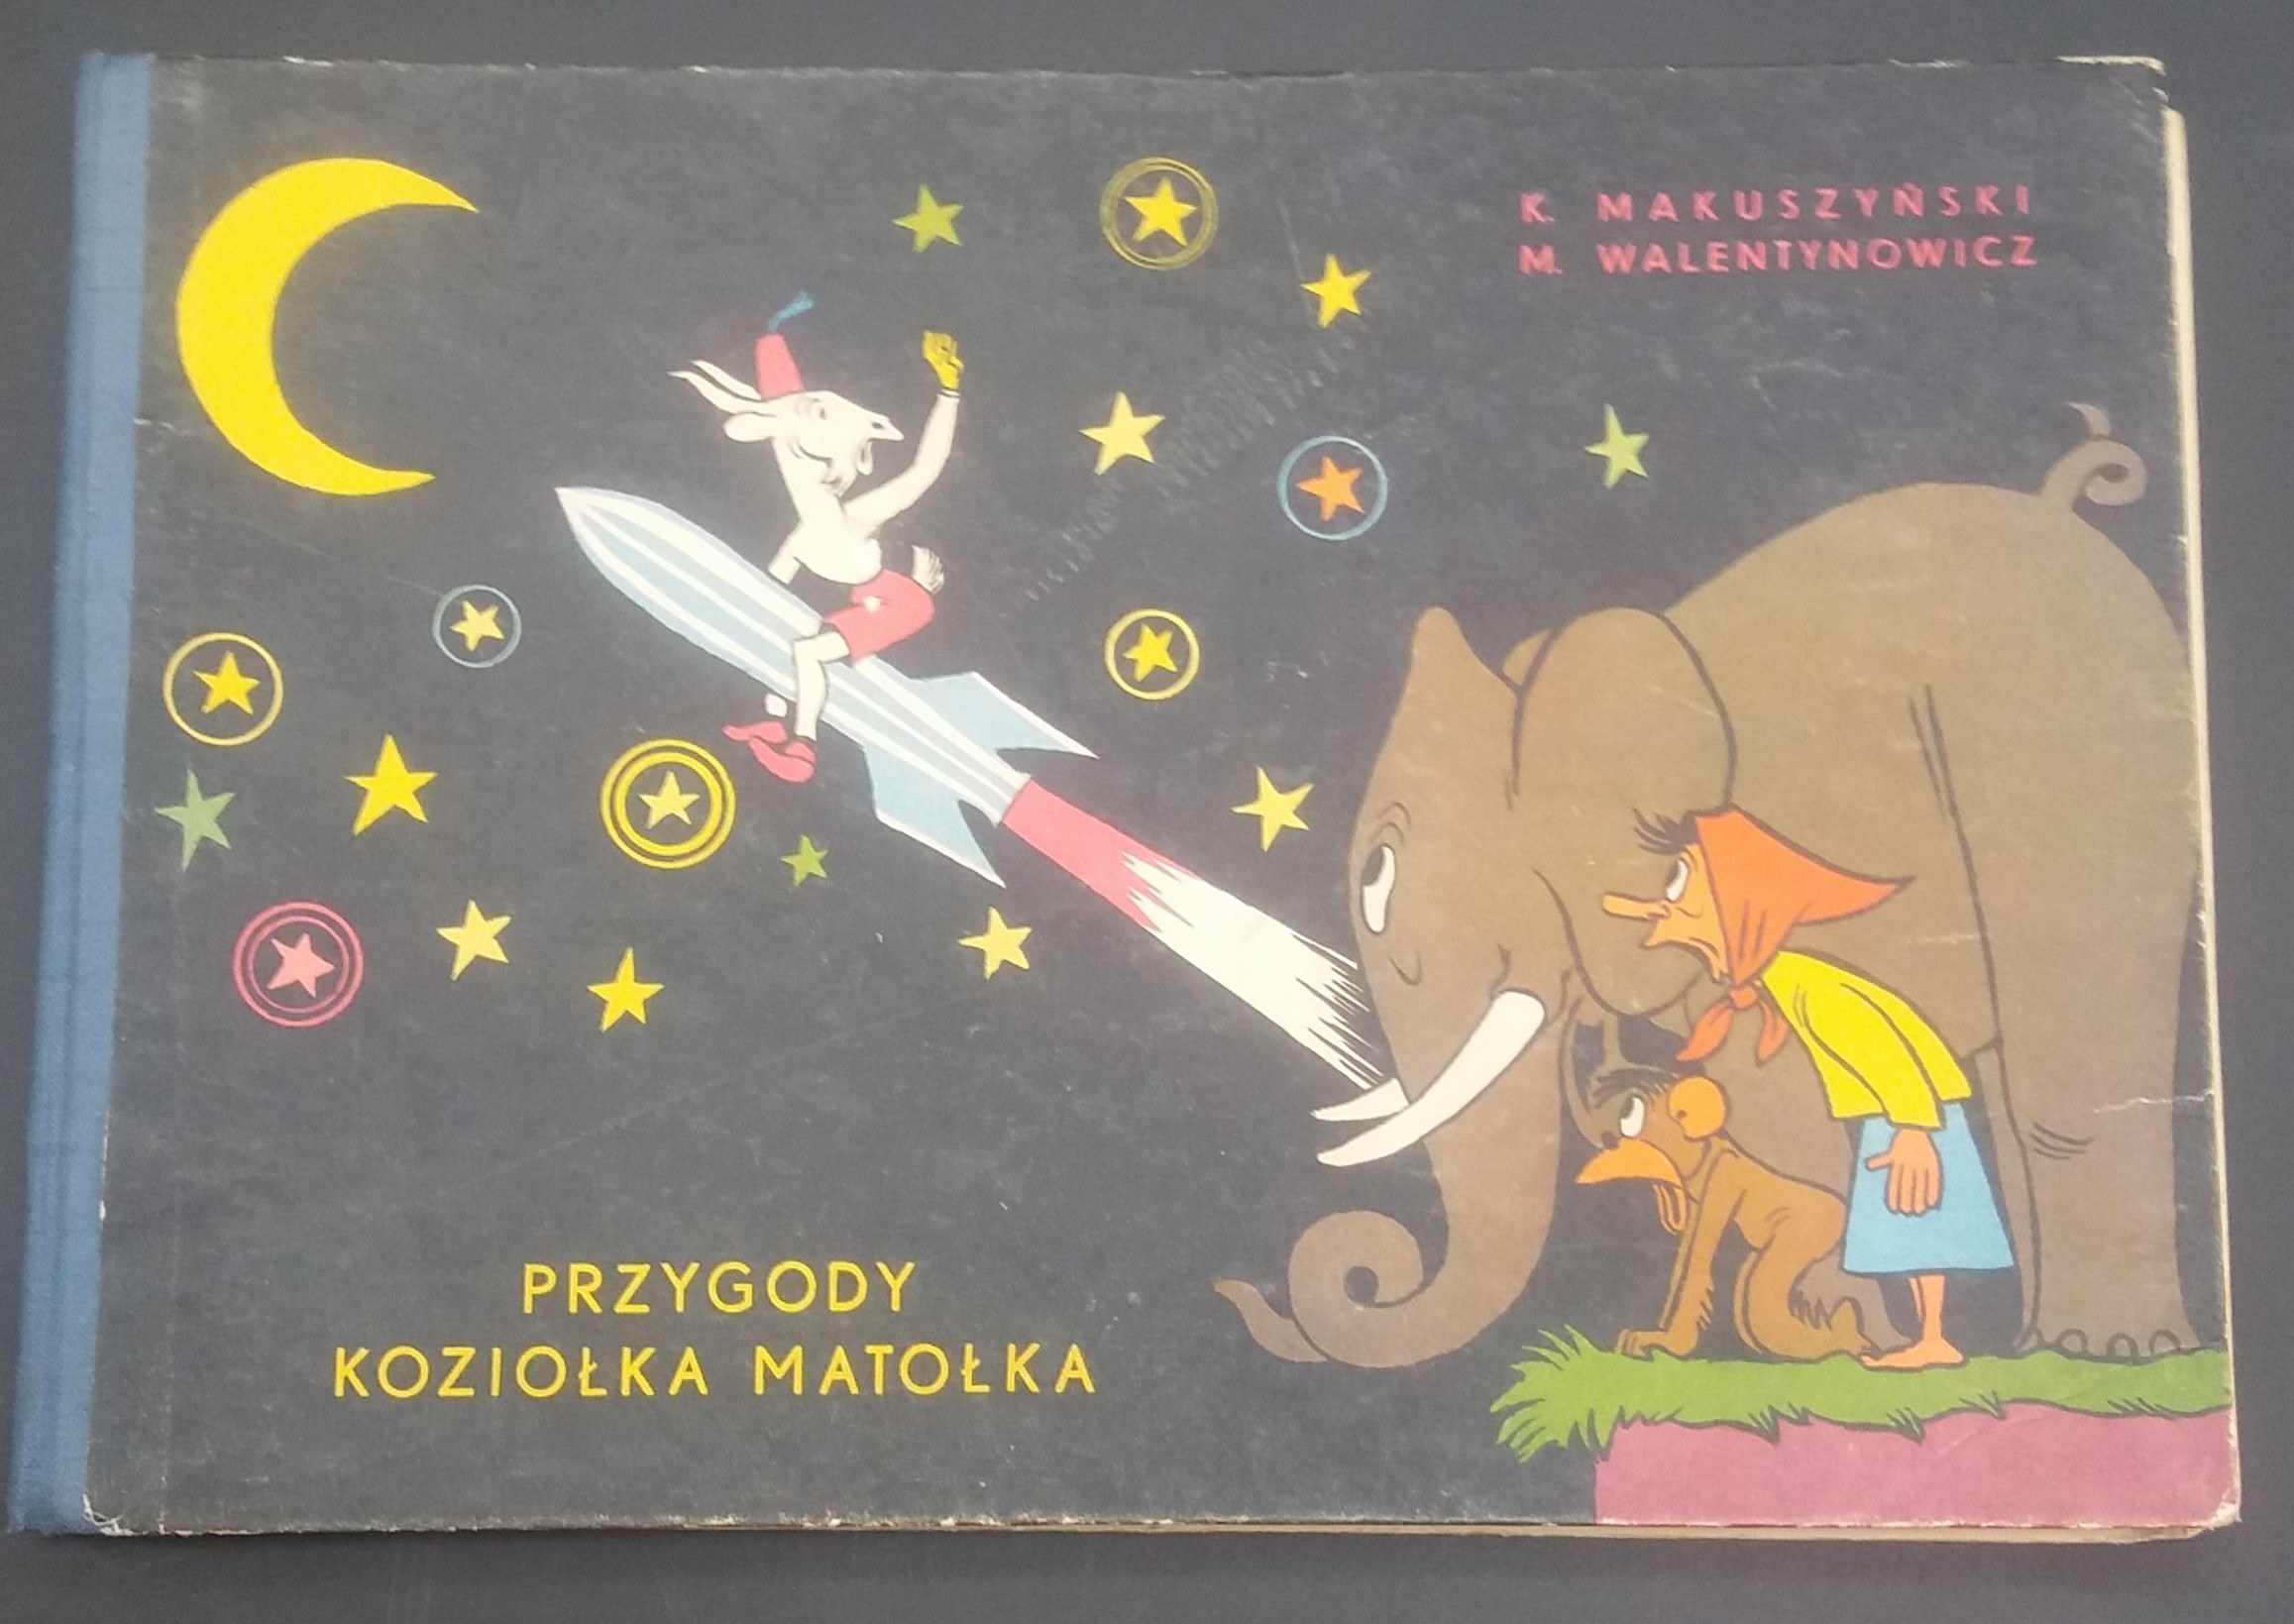 K. MAKUSZYŃSKI
M. WALENTYNOWICZ
PRZYGODY
KOZIOŁKA MATOŁKA